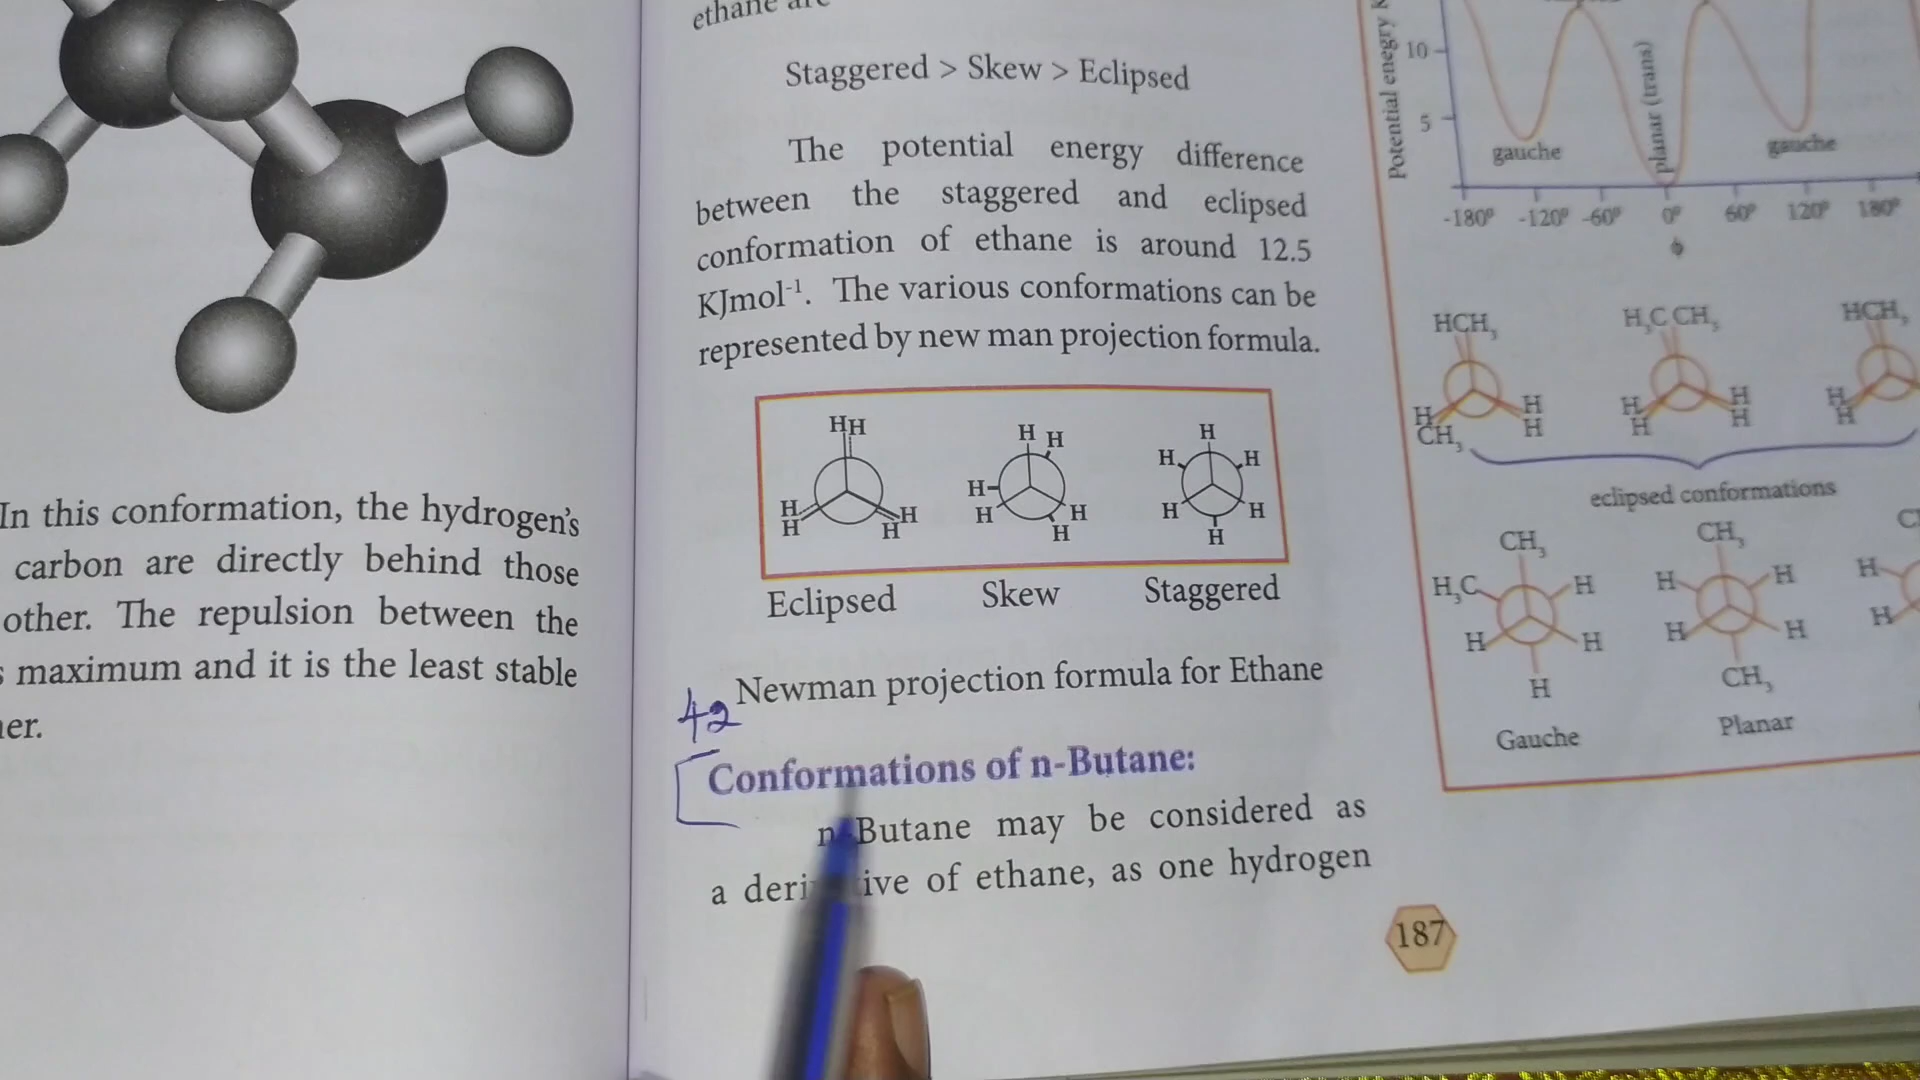 In this conformation, the hydrogen's
carbon are directly behind those
other. The repulsion between the
maximum and it is the least stable
ethane are
Staggered > Skew > Eclipsed
The potential energy difference
between the staggered and eclipsed
conformation of ethane is around 12.5
KJmol-1. The various conformations can be
represented by new man projection formula.
HH
H
H
H
H
H H
H
H
H
H
H
H H
H H
H
Eclipsed Skew Staggered
Newman projection formula for Ethane
42
Conformations of n-Butane:
n-Butane may be considered as
a ive of ethane, as one hydrogen
Potential enegry
10
5
gauche
planar (trans)
gauche
-180° -120° -60° 0° 60° 120° 180°
ϕ
HCH3 H3C CH3 HCH3
H H H H H
CH3 H H H H
eclipsed conformations
CH3 CH3
H3C H H H H
H H H H H
H CH3
Gauche Planar
187